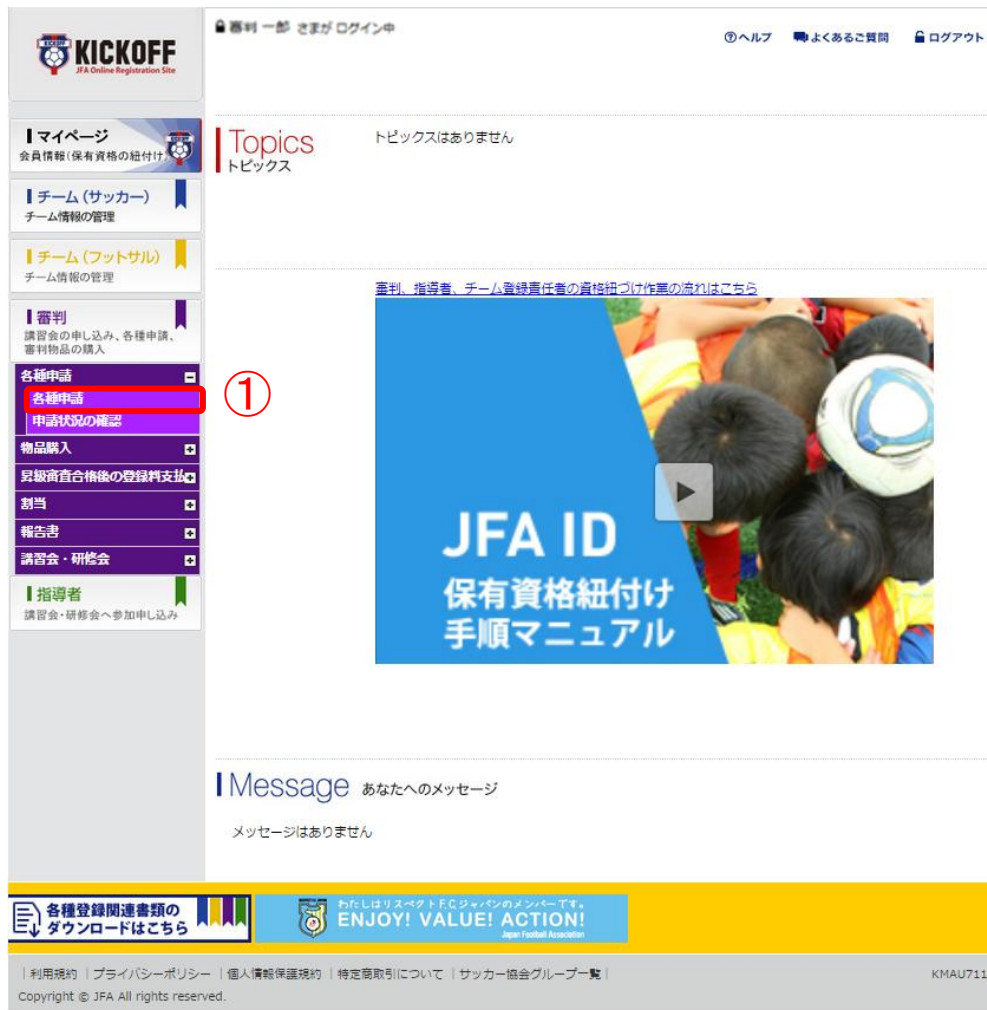 審判 一郎 さまが ログイン中
ヘルプ
よくあるご質問
ログアウト
KICKOFF
JFA Online Registration Site
マイページ
会員情報(保有資格の紐付け)
チーム (サッカー)
チーム情報の管理
チーム (フットサル)
チーム情報の管理
審判
講習会の申し込み、各種申請、
審判物品の購入
各種申請
各種申請
申請状況の確認
物品購入
昇級審査合格後の登録料支払
割当
報告書
講習会・研修会
指導者
講習会・研修会へ参加申し込み
①
Topics
トピックス
トピックスはありません
審判、指導者、チーム登録責任者の資格紐づけ作業の流れはこちら
JFA ID
保有資格紐付け
手順マニュアル
Message あなたへのメッセージ
メッセージはありません
各種登録関連書類の
ダウンロードはこちら
わたしはリスペクトF.C.ジャパンのメンバーです。
ENJOY! VALUE! ACTION!
Japan Football Association
|利用規約 |プライバシーポリシー |個人情報保護規約 |特定商取引について |サッカー協会グループ一覧|
KMAU711
Copyright © JFA All rights reserved.